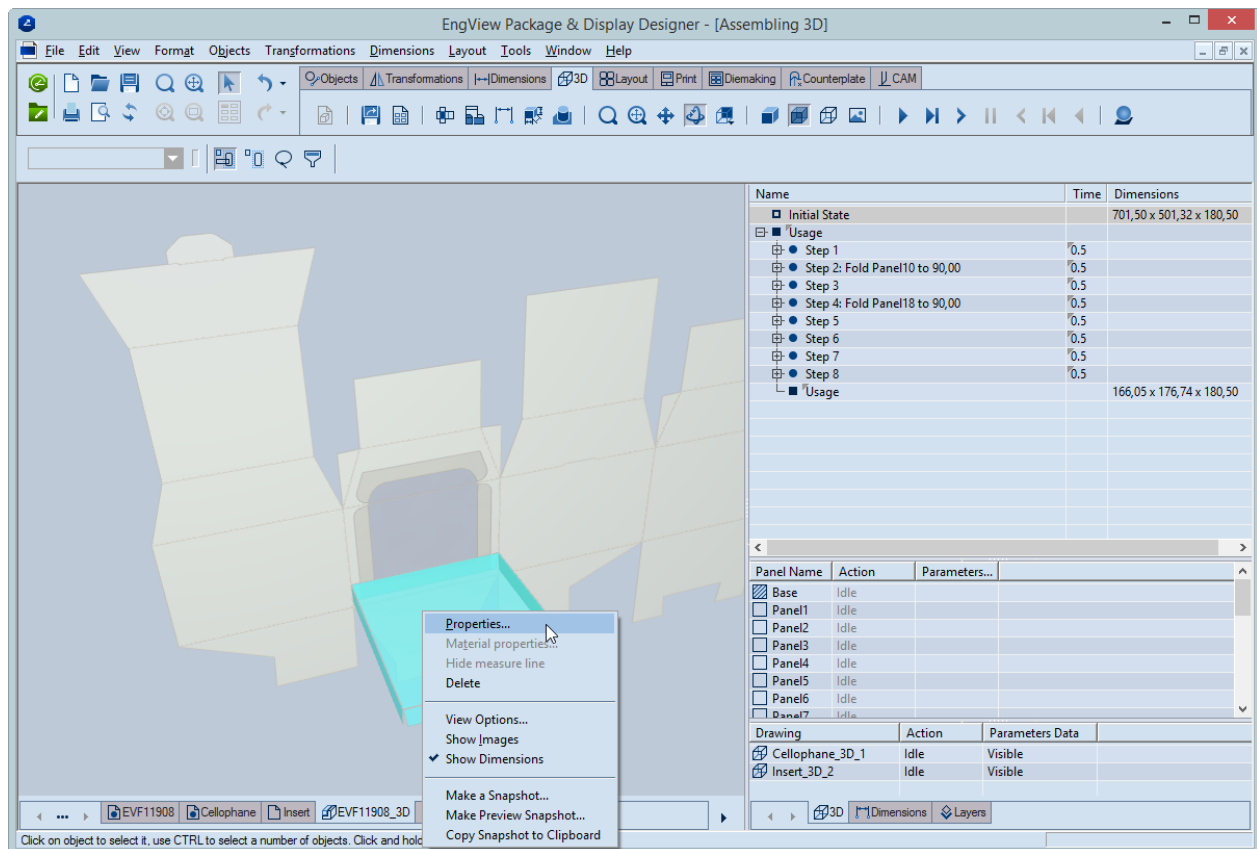 EngView Package & Display Designer - [Assembling 3D]
File Edit View Format Objects Transformations Dimensions Layout Tools Window Help
Objects Transformations Dimensions 3D Layout Print Diemaking Counterplate CAM
Name Time Dimensions
Initial State 701,50 x 501,32 x 180,50
Usage
Step 1 0.5
Step 2: Fold Panel10 to 90,00 0.5
Step 3 0.5
Step 4: Fold Panel18 to 90,00 0.5
Step 5 0.5
Step 6 0.5
Step 7 0.5
Step 8 0.5
Usage 166,05 x 176,74 x 180,50
Panel Name Action Parameters...
Base Idle
Panel1 Idle
Panel2 Idle
Panel3 Idle
Panel4 Idle
Panel5 Idle
Panel6 Idle
Panel7 Idle
Properties...
Material properties...
Hide measure line
Delete
View Options...
Show Images
Show Dimensions
Make a Snapshot...
Make Preview Snapshot...
Copy Snapshot to Clipboard
Drawing Action Parameters Data
Cellophane_3D_1 Idle Visible
Insert_3D_2 Idle Visible
EVF11908 Cellophane Insert EVF11908_3D
3D Dimensions Layers
Click on object to select it, use CTRL to select a number of objects. Click and hold